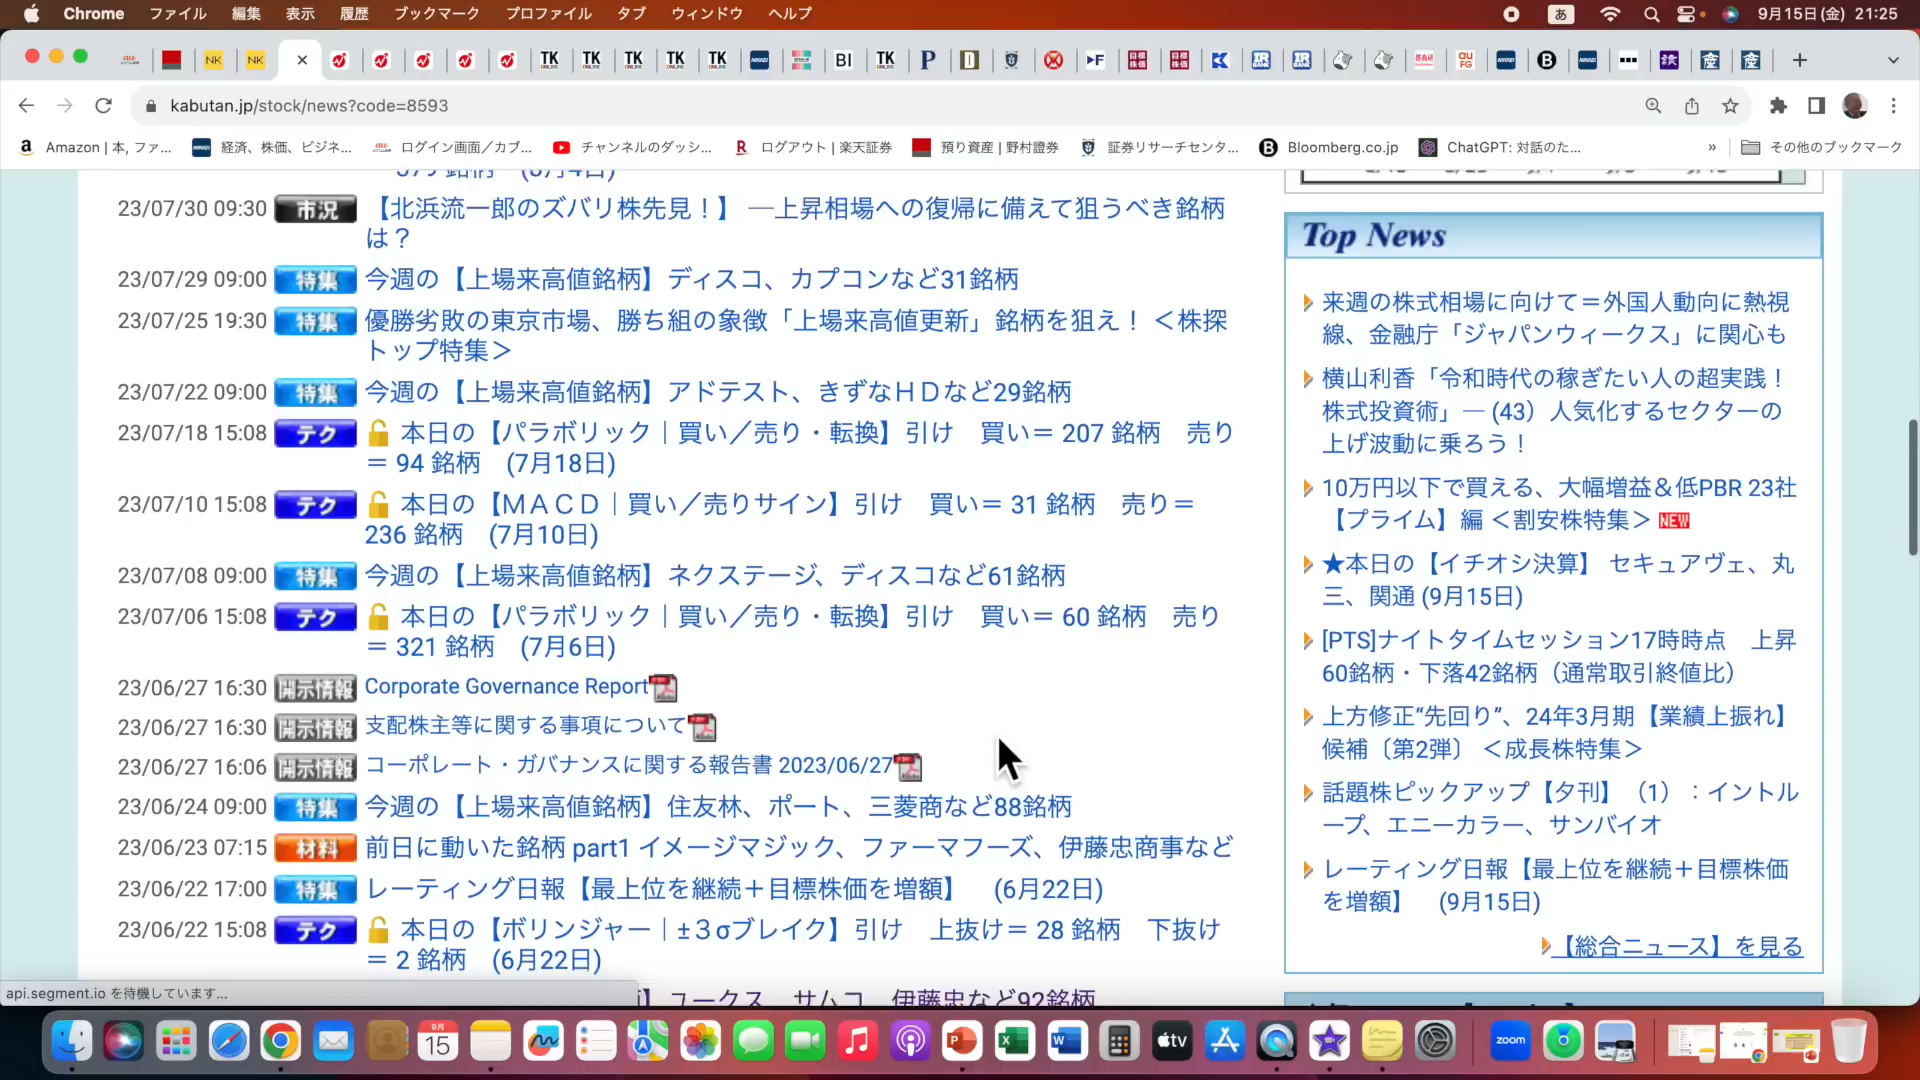 Chrome ファイル 編集 表示 履歴 ブックマーク プロファイル タブ ウィンドウ ヘルプ あ 9月15日(金) 21:25
au NK NK × TK TK TK TK TK NIKKEI BI TK P D F 目標株価 目標株価 K au FG B +
kabutan.jp/stock/news?code=8593
Amazon | 本, ファ... 経済、株価、ビジネ... ログイン画面／カブ... チャンネルのダッシ... ログアウト | 楽天証券 預り資産 | 野村證券 証券リサーチセンタ... Bloomberg.co.jp ChatGPT: 対話のた... » その他のブックマーク
23/07/30 09:30 市況 【北浜流一郎のズバリ株先見！】 ―上昇相場への復帰に備えて狙うべき銘柄
は？
23/07/29 09:00 特集 今週の【上場来高値銘柄】ディスコ、カプコンなど31銘柄
23/07/25 19:30 特集 優勝劣敗の東京市場、勝ち組の象徴「上場来高値更新」銘柄を狙え！ ＜株探
トップ特集＞
23/07/22 09:00 特集 今週の【上場来高値銘柄】アドテスト、きずなＨＤなど29銘柄
23/07/18 15:08 テク 本日の【パラボリック｜買い／売り・転換】引け　買い＝ 207 銘柄　売り
＝ 94 銘柄　(7月18日)
23/07/10 15:08 テク 本日の【ＭＡＣＤ｜買い／売りサイン】引け　買い＝ 31 銘柄　売り＝
236 銘柄　(7月10日)
23/07/08 09:00 特集 今週の【上場来高値銘柄】ネクステージ、ディスコなど61銘柄
23/07/06 15:08 テク 本日の【パラボリック｜買い／売り・転換】引け　買い＝ 60 銘柄　売り
＝ 321 銘柄　(7月6日)
23/06/27 16:30 開示情報 Corporate Governance Report
23/06/27 16:30 開示情報 支配株主等に関する事項について
23/06/27 16:06 開示情報 コーポレート・ガバナンスに関する報告書 2023/06/27
23/06/24 09:00 特集 今週の【上場来高値銘柄】住友林、ポート、三菱商など88銘柄
23/06/23 07:15 材料 前日に動いた銘柄 part1 イメージマジック、ファーマフーズ、伊藤忠商事など
23/06/22 17:00 特集 レーティング日報【最上位を継続＋目標株価を増額】　(6月22日)
23/06/22 15:08 テク 本日の【ボリンジャー｜±３σブレイク】引け　上抜け＝ 28 銘柄　下抜け
＝ 2 銘柄　(6月22日)
】ユークス、サムコ、伊藤忠など92銘柄
api.segment.io を待機しています...
Top News
来週の株式相場に向けて＝外国人動向に熱視
線、金融庁「ジャパンウィークス」に関心も
横山利香「令和時代の稼ぎたい人の超実践！
株式投資術」― (43）人気化するセクターの
上げ波動に乗ろう！
10万円以下で買える、大幅増益＆低PBR 23社
【プライム】編 ＜割安株特集＞ NEW
★本日の【イチオシ決算】 セキュアヴェ、丸
三、関通 (9月15日)
[PTS]ナイトタイムセッション17時時点　上昇
60銘柄・下落42銘柄（通常取引終値比）
上方修正“先回り”、24年3月期【業績上振れ】
候補〔第2弾〕 ＜成長株特集＞
話題株ピックアップ【夕刊】（1）：イントル
ープ、エニーカラー、サンバイオ
レーティング日報【最上位を継続＋目標株価
を増額】　(9月15日)
【総合ニュース】を見る
9月 15 tv zoom